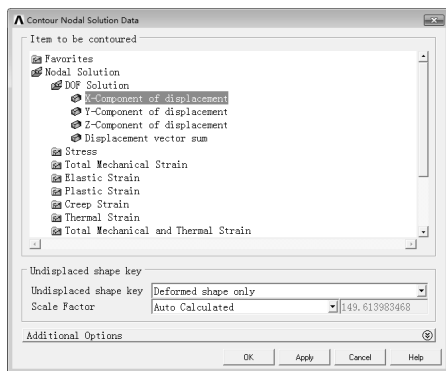 Contour Nodal Solution Data
Item to be contoured
Favorites
Nodal Solution
DOF Solution
X-Component of displacement
Y-Component of displacement
Z-Component of displacement
Displacement vector sum
Stress
Total Mechanical Strain
Elastic Strain
Plastic Strain
Creep Strain
Thermal Strain
Total Mechanical and Thermal Strain
Undisplaced shape key
Undisplaced shape key Deformed shape only
Scale Factor Auto Calculated 149.613983468
Additional Options
OK Apply Cancel Help